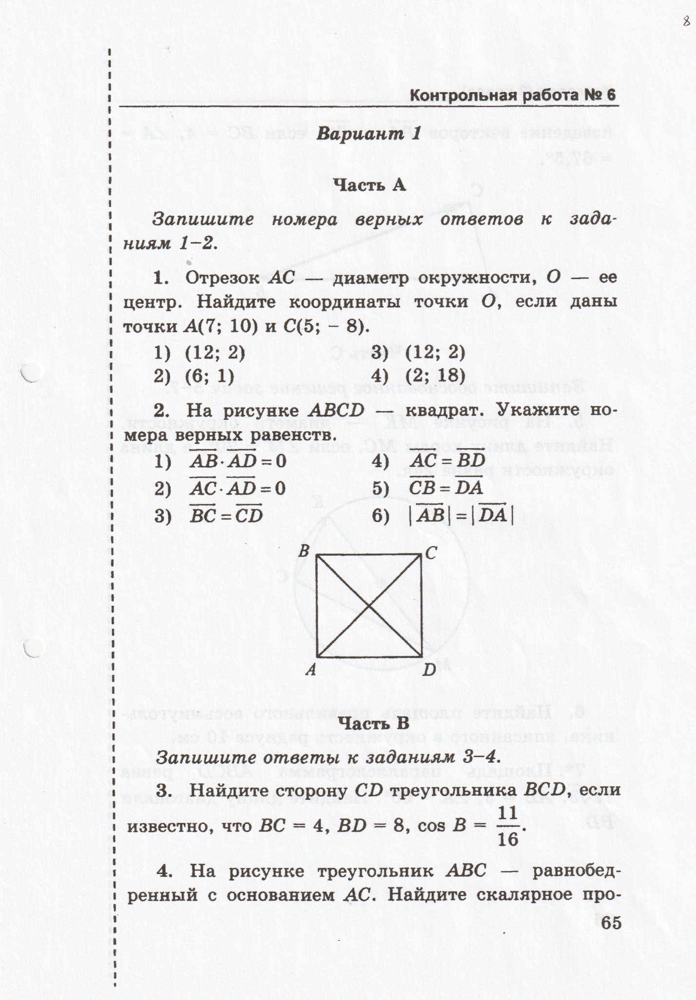 8
Контрольная работа № 6
Вариант 1
Часть А
Запишите номера верных ответов к зада-
ниям 1–2.
1. Отрезок AC — диаметр окружности, O — ее
центр. Найдите координаты точки O, если даны
точки A(7; 10) и C(5; – 8).
1) (12; 2) 3) (12; 2)
2) (6; 1) 4) (2; 18)
2. На рисунке ABCD — квадрат. Укажите но-
мера верных равенств.
1) $\overline{AB}\cdot\overline{AD}=0$ 4) $\overline{AC}=\overline{BD}$
2) $\overline{AC}\cdot\overline{AD}=0$ 5) $\overline{CB}=\overline{DA}$
3) $\overline{BC}=\overline{CD}$ 6) $|\overline{AB}|=|\overline{DA}|$
B C
A D
Часть В
Запишите ответы к заданиям 3–4.
3. Найдите сторону CD треугольника BCD, если
известно, что BC = 4, BD = 8, cos B = $\frac{11}{16}$.
4. На рисунке треугольник ABC — равнобед-
ренный с основанием AC. Найдите скалярное про-
65